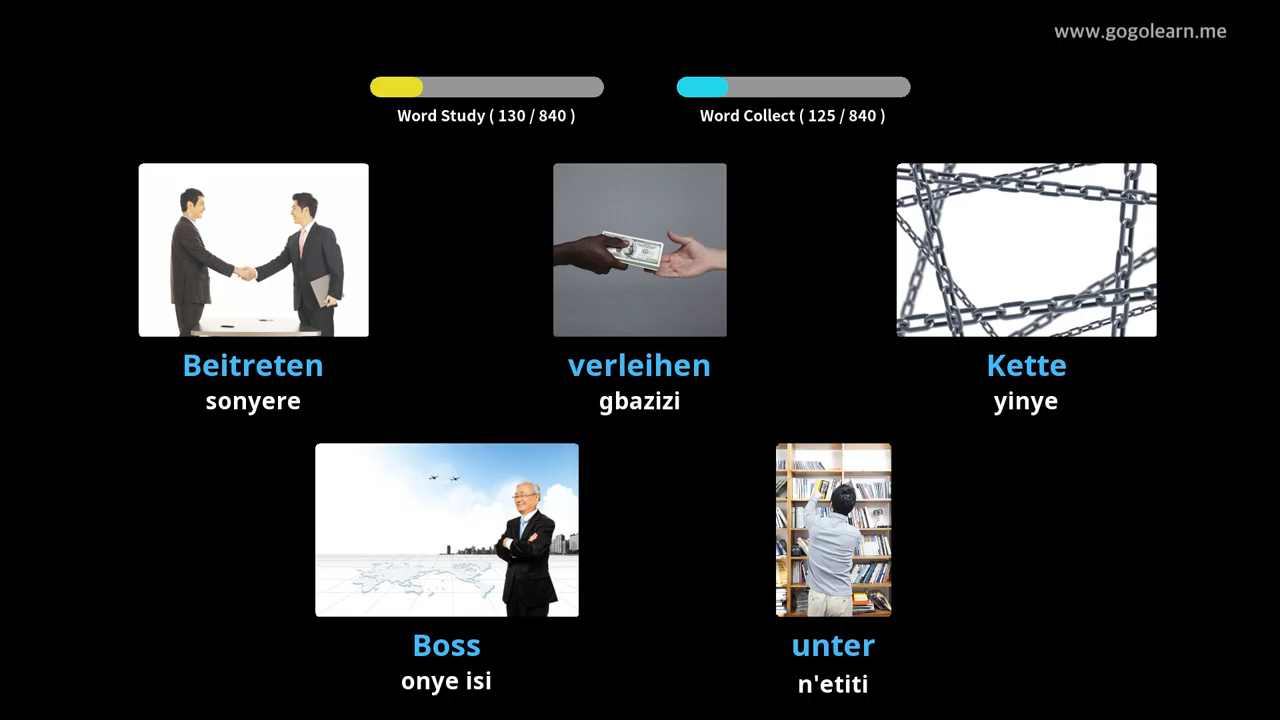 www.gogolearn.me
Word Study ( 130 / 840 )
Word Collect ( 125 / 840 )
Beitreten
sonyere
verleihen
gbazizi
Kette
yinye
Boss
onye isi
unter
n'etiti